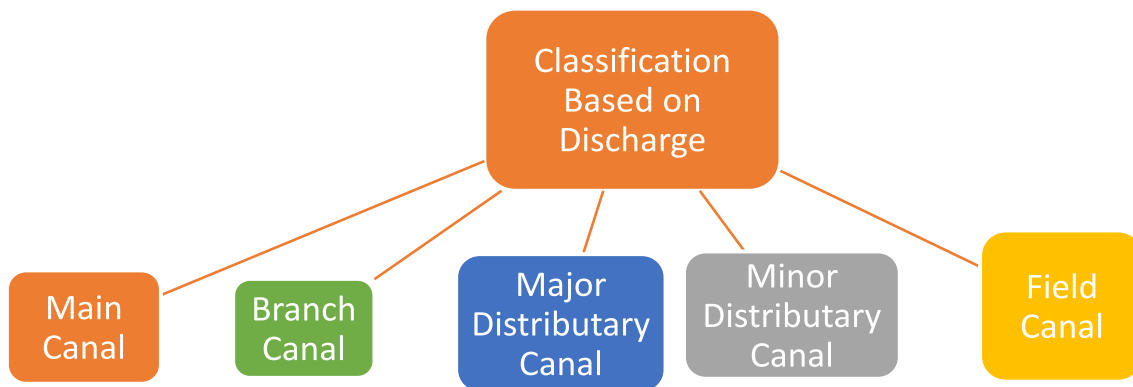 Classification
Based on
Discharge
Main
Canal
Branch
Canal
Major
Distributary
Canal
Minor
Distributary
Canal
Field
Canal